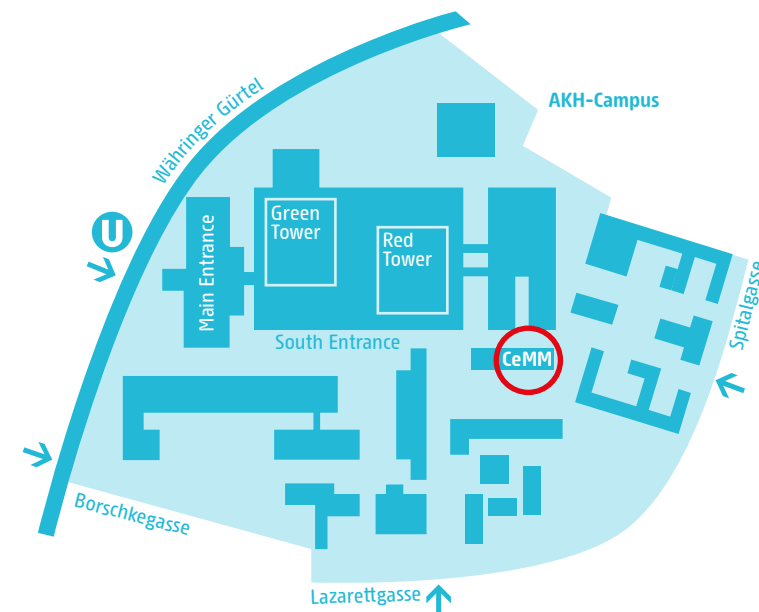 Währinger Gürtel
AKH-Campus
U
Main Entrance
Green
Tower
Red
Tower
Spitalgasse
South Entrance
CeMM
Borschkegasse
Lazarettgasse